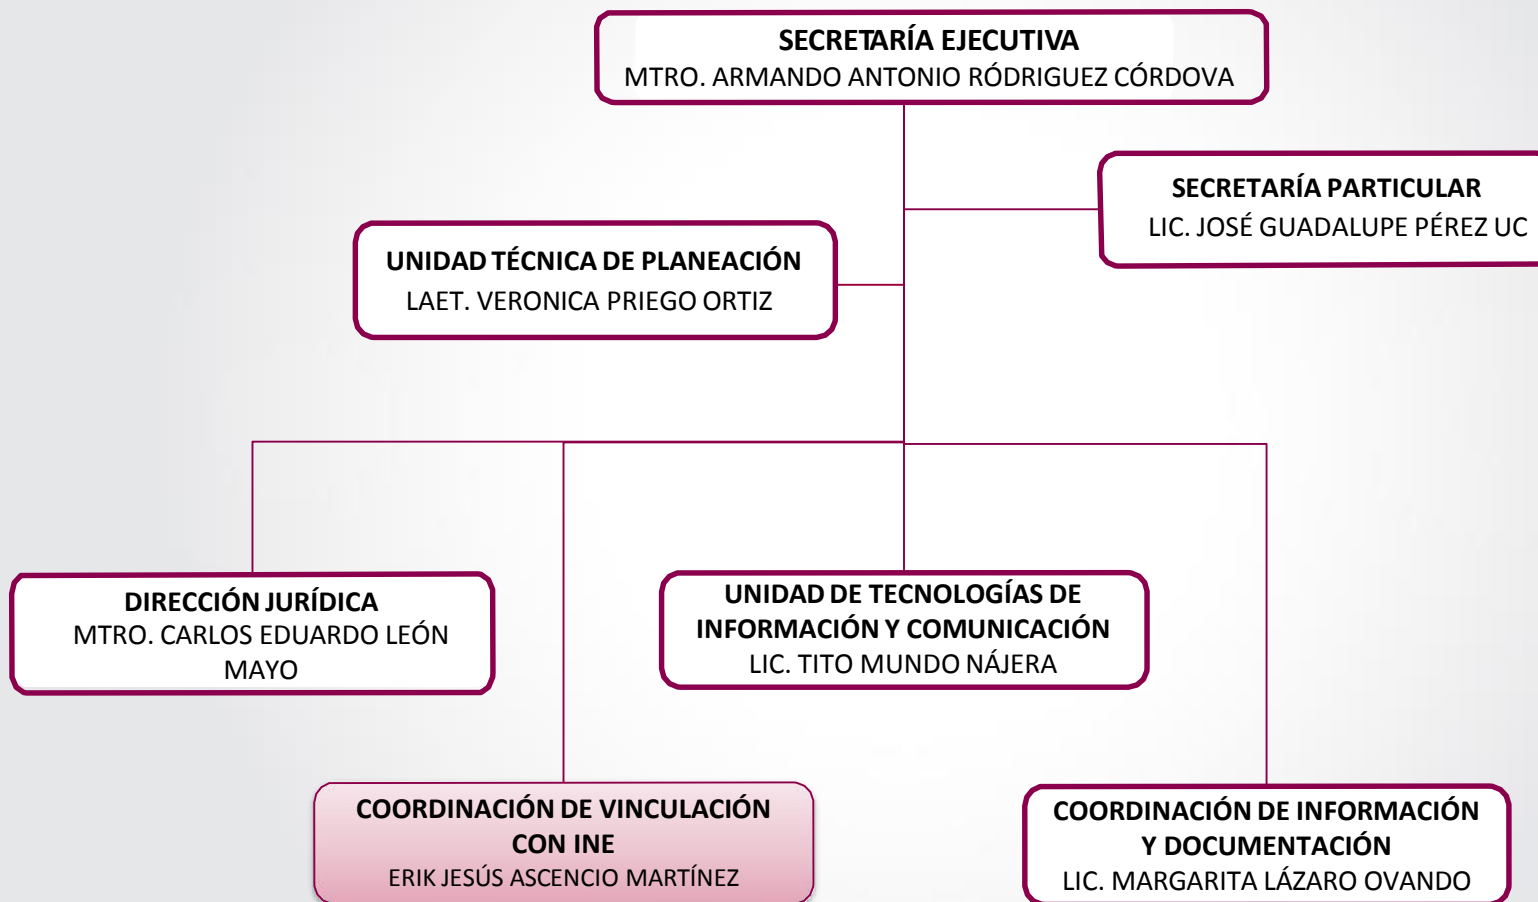 SECRETARÍA EJECUTIVA
MTRO. ARMANDO ANTONIO RÓDRIGUEZ CÓRDOVA
SECRETARÍA PARTICULAR
LIC. JOSÉ GUADALUPE PÉREZ UC
UNIDAD TÉCNICA DE PLANEACIÓN
LAET. VERONICA PRIEGO ORTIZ
DIRECCIÓN JURÍDICA
MTRO. CARLOS EDUARDO LEÓN
MAYO
UNIDAD DE TECNOLOGÍAS DE
INFORMACIÓN Y COMUNICACIÓN
LIC. TITO MUNDO NÁJERA
COORDINACIÓN DE VINCULACIÓN
CON INE
ERIK JESÚS ASCENCIO MARTÍNEZ
COORDINACIÓN DE INFORMACIÓN
Y DOCUMENTACIÓN
LIC. MARGARITA LÁZARO OVANDO